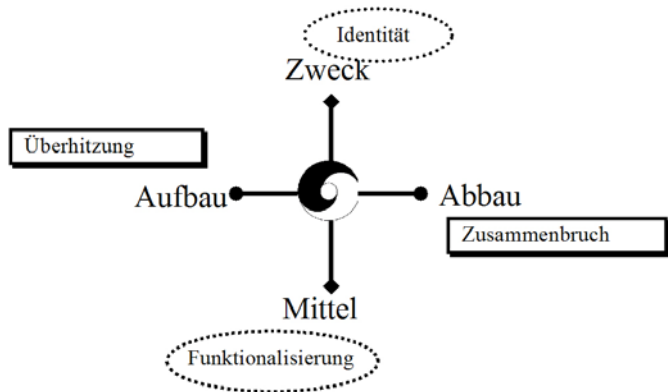 Identität
Zweck
Überhitzung
Aufbau
Abbau
Zusammenbruch
Mittel
Funktionalisierung